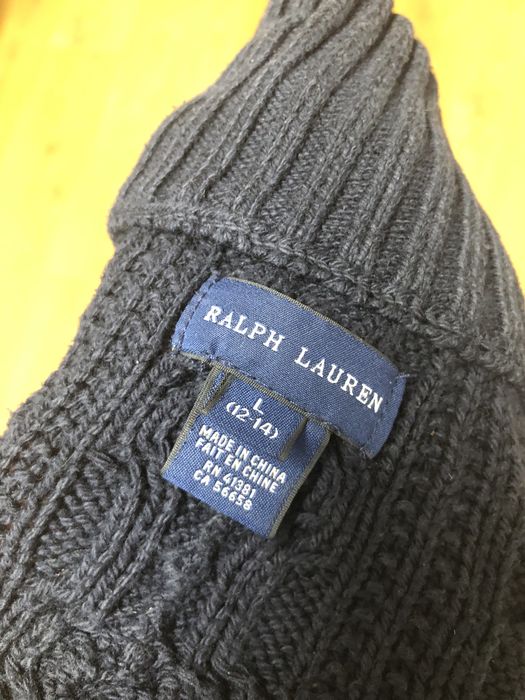 RALPH LAUREN
L
(12-14)
MADE IN CHINA
FAIT EN CHINE
RN 41381
CA 56658